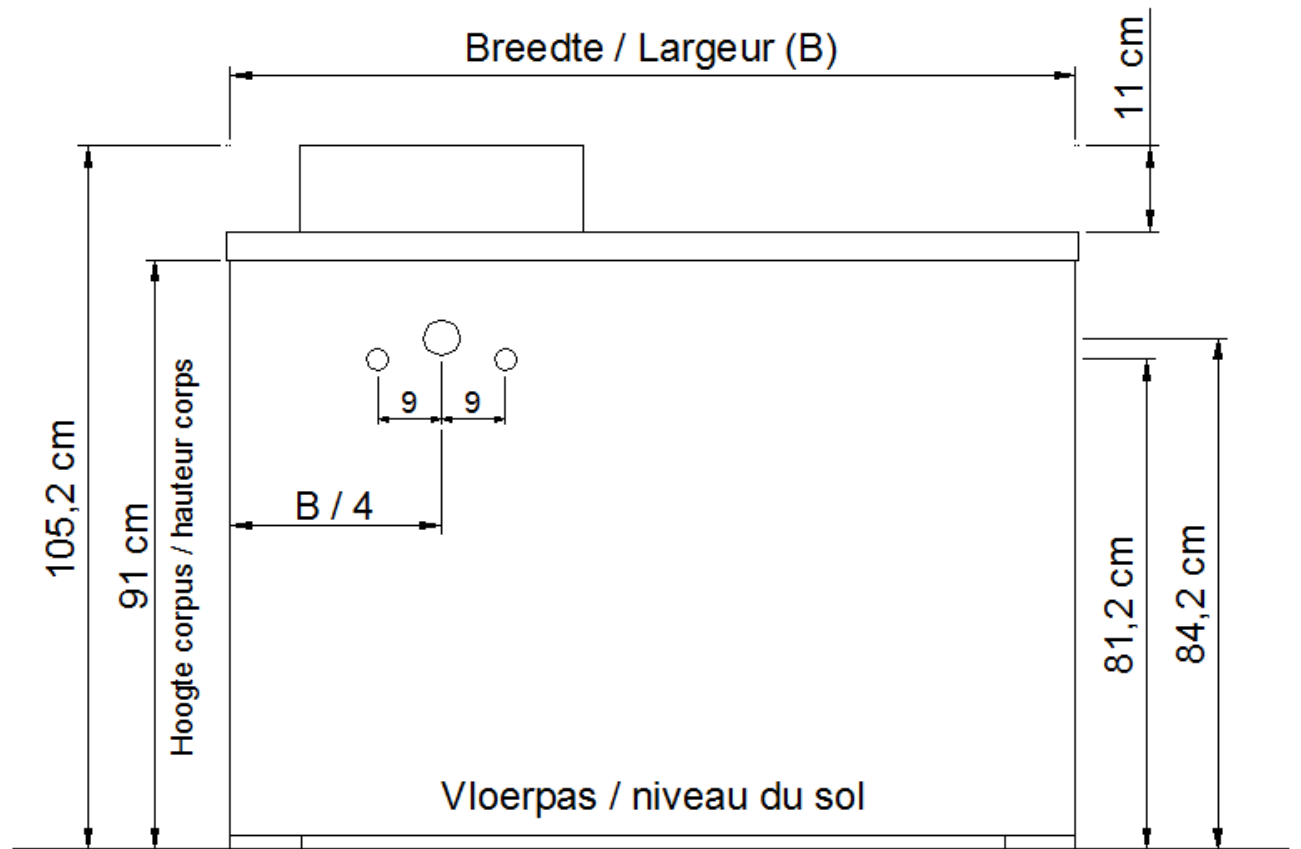 Breedte / Largeur (B)
11 cm
105,2 cm
91 cm
Hoogte corpus / hauteur corps
9
9
B / 4
81,2 cm
84,2 cm
Vloerpas / niveau du sol